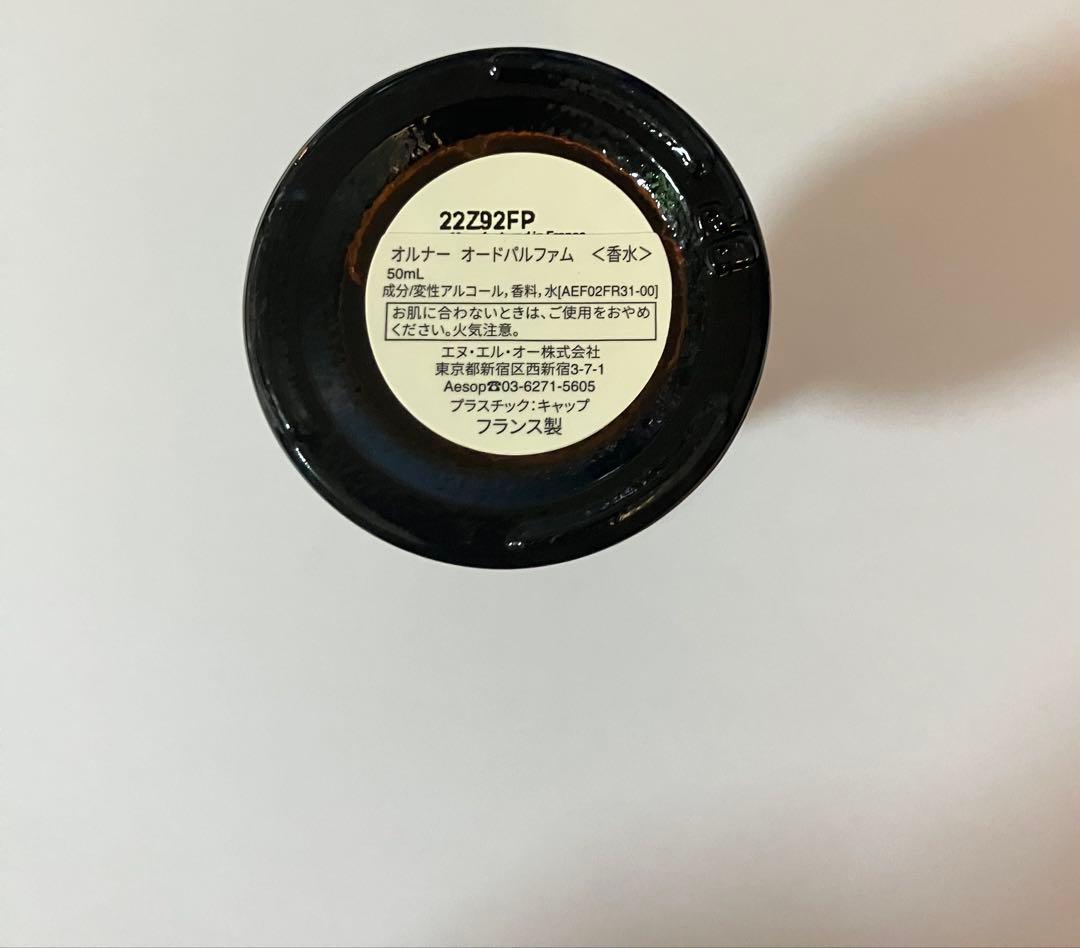 22Z92FP
オルナー オードパルファム <香水>
50mL
成分/変性アルコール, 香料, 水[AEF02FR31-00]
お肌に合わないときは、ご使用をおやめ
ください。火気注意。
エヌ・エル・オー株式会社
東京都新宿区西新宿3-7-1
Aesop☎03-6271-5605
プラスチック：キャップ
フランス製